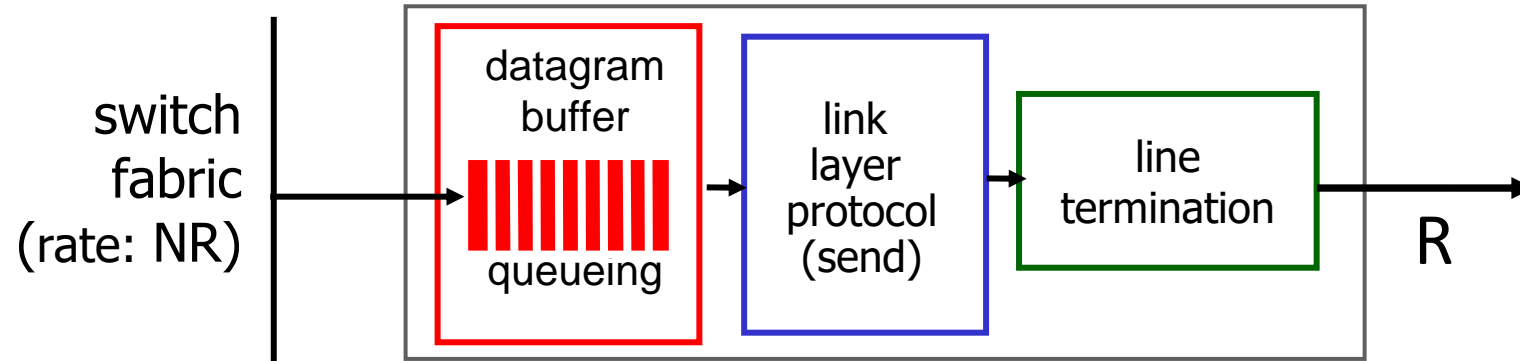 switch
fabric
(rate: NR)
datagram
buffer
queueing
link
layer
protocol
(send)
line
termination
R